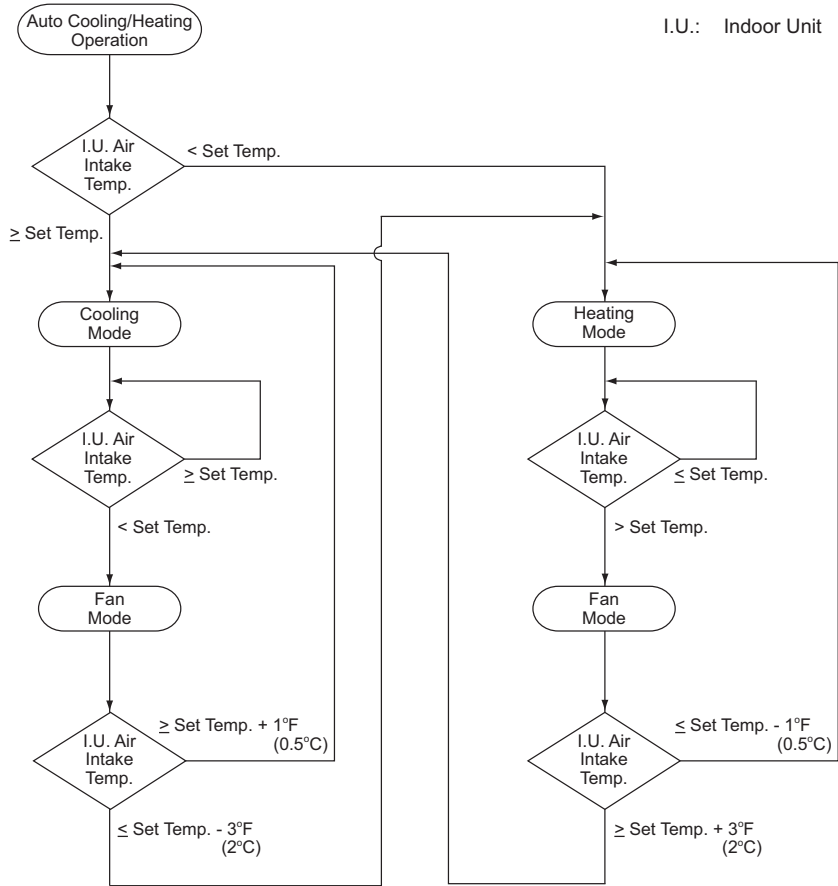 Auto Cooling/Heating
Operation
I.U.: Indoor Unit
I.U. Air
Intake
Temp.
< Set Temp.
≥ Set Temp.
Cooling
Mode
I.U. Air
Intake
Temp.
≥ Set Temp.
< Set Temp.
Fan
Mode
I.U. Air
Intake
Temp.
≥ Set Temp. + 1°F
(0.5°C)
≤ Set Temp. - 3°F
(2°C)
Heating
Mode
I.U. Air
Intake
Temp.
≤ Set Temp.
> Set Temp.
Fan
Mode
I.U. Air
Intake
Temp.
≤ Set Temp. - 1°F
(0.5°C)
≥ Set Temp. + 3°F
(2°C)